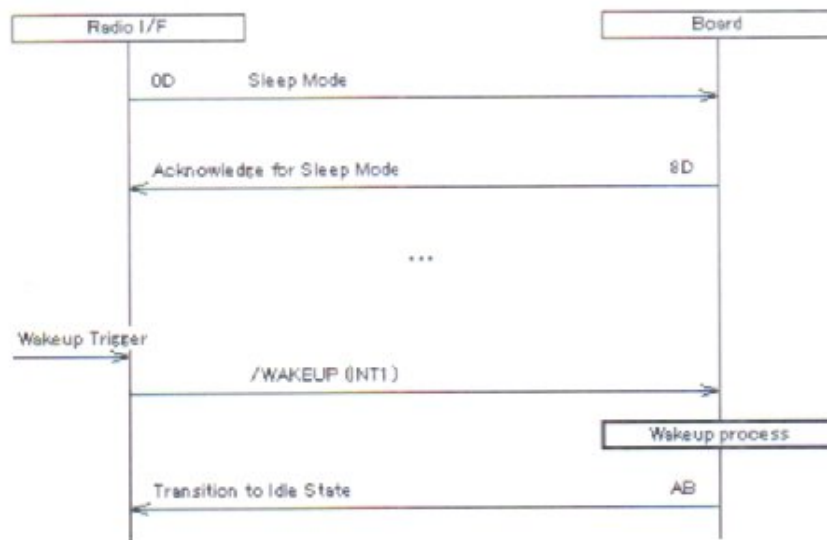 Radio I/F
Board
0D Sleep Mode
Acknowledge for Sleep Mode 8D
...
Wakeup Trigger
/WAKEUP (INT1)
Wakeup process
Transition to Idle State AB